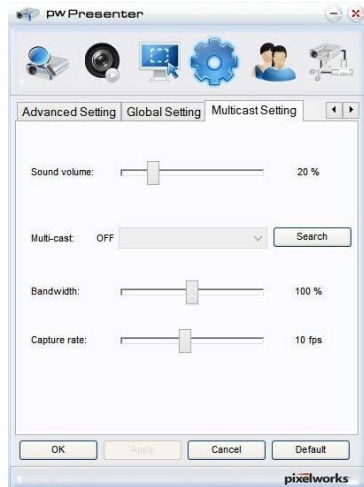 pwPresenter
Advanced Setting Global Setting Multicast Setting
Sound volume: 20 %
Multi-cast: OFF Search
Bandwidth: 100 %
Capture rate: 10 fps
OK Apply Cancel Default
pixelworks